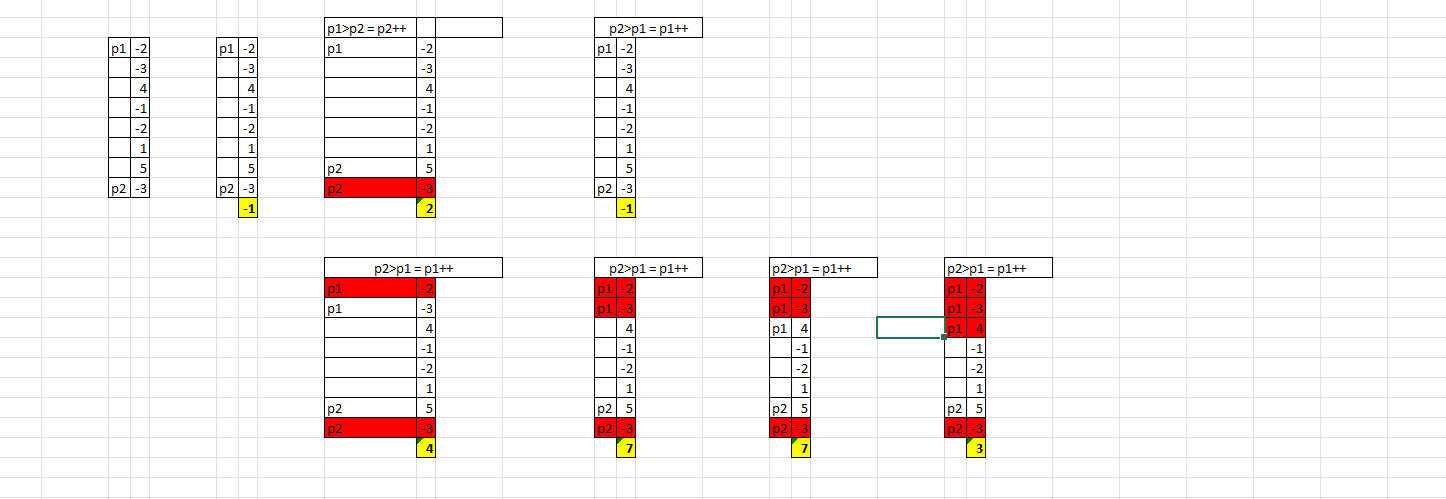 p1>p2 = p2++ p2>p1 = p1++
p1 -2 p1 -2 p1 -2 p1 -2
-3 -3 -3 -3
4 4 4 4
-1 -1 -1 -1
-2 -2 -2 -2
1 1 1 1
5 5 p2 5 5
p2 -3 p2 -3 p2 -3 p2 -3
-1 2 -1
p2>p1 = p1++ p2>p1 = p1++ p2>p1 = p1++ p2>p1 = p1++
p1 -2 p1 -2 p1 -2 p1 -2
p1 -3 p1 -3 p1 -3 p1 -3
4 4 p1 4 p1 4
-1 -1 -1 -1
-2 -2 -2 -2
1 1 1 1
p2 5 p2 5 p2 5 p2 5
p2 -3 p2 -3 p2 -3 p2 -3
4 7 7 3